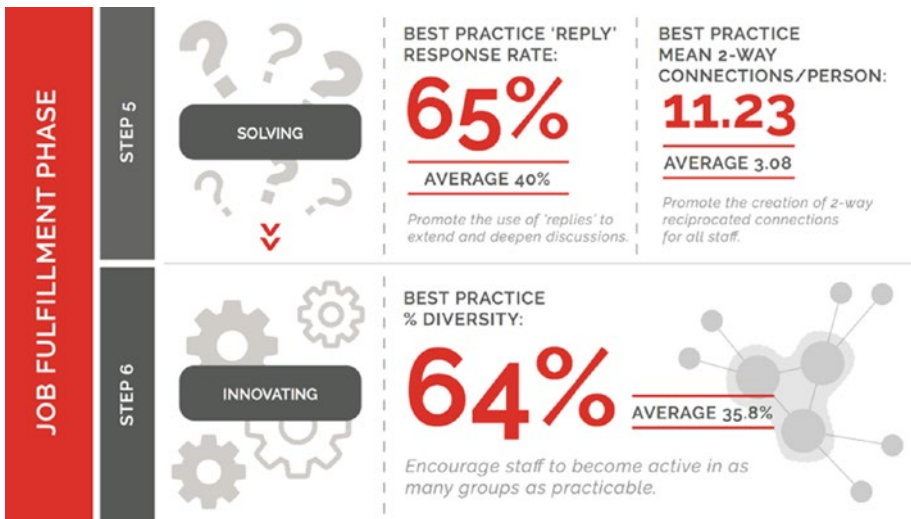 JOB FULFILLMENT PHASE
STEP 5
SOLVING
BEST PRACTICE 'REPLY'
RESPONSE RATE:
65%
AVERAGE 40%
Promote the use of 'replies' to
extend and deepen discussions.
BEST PRACTICE
MEAN 2-WAY
CONNECTIONS/PERSON:
11.23
AVERAGE 3.08
Promote the creation of 2-way
reciprocated connections
for all staff.
STEP 6
INNOVATING
BEST PRACTICE
% DIVERSITY:
64%
AVERAGE 35.8%
Encourage staff to become active in as
many groups as practicable.